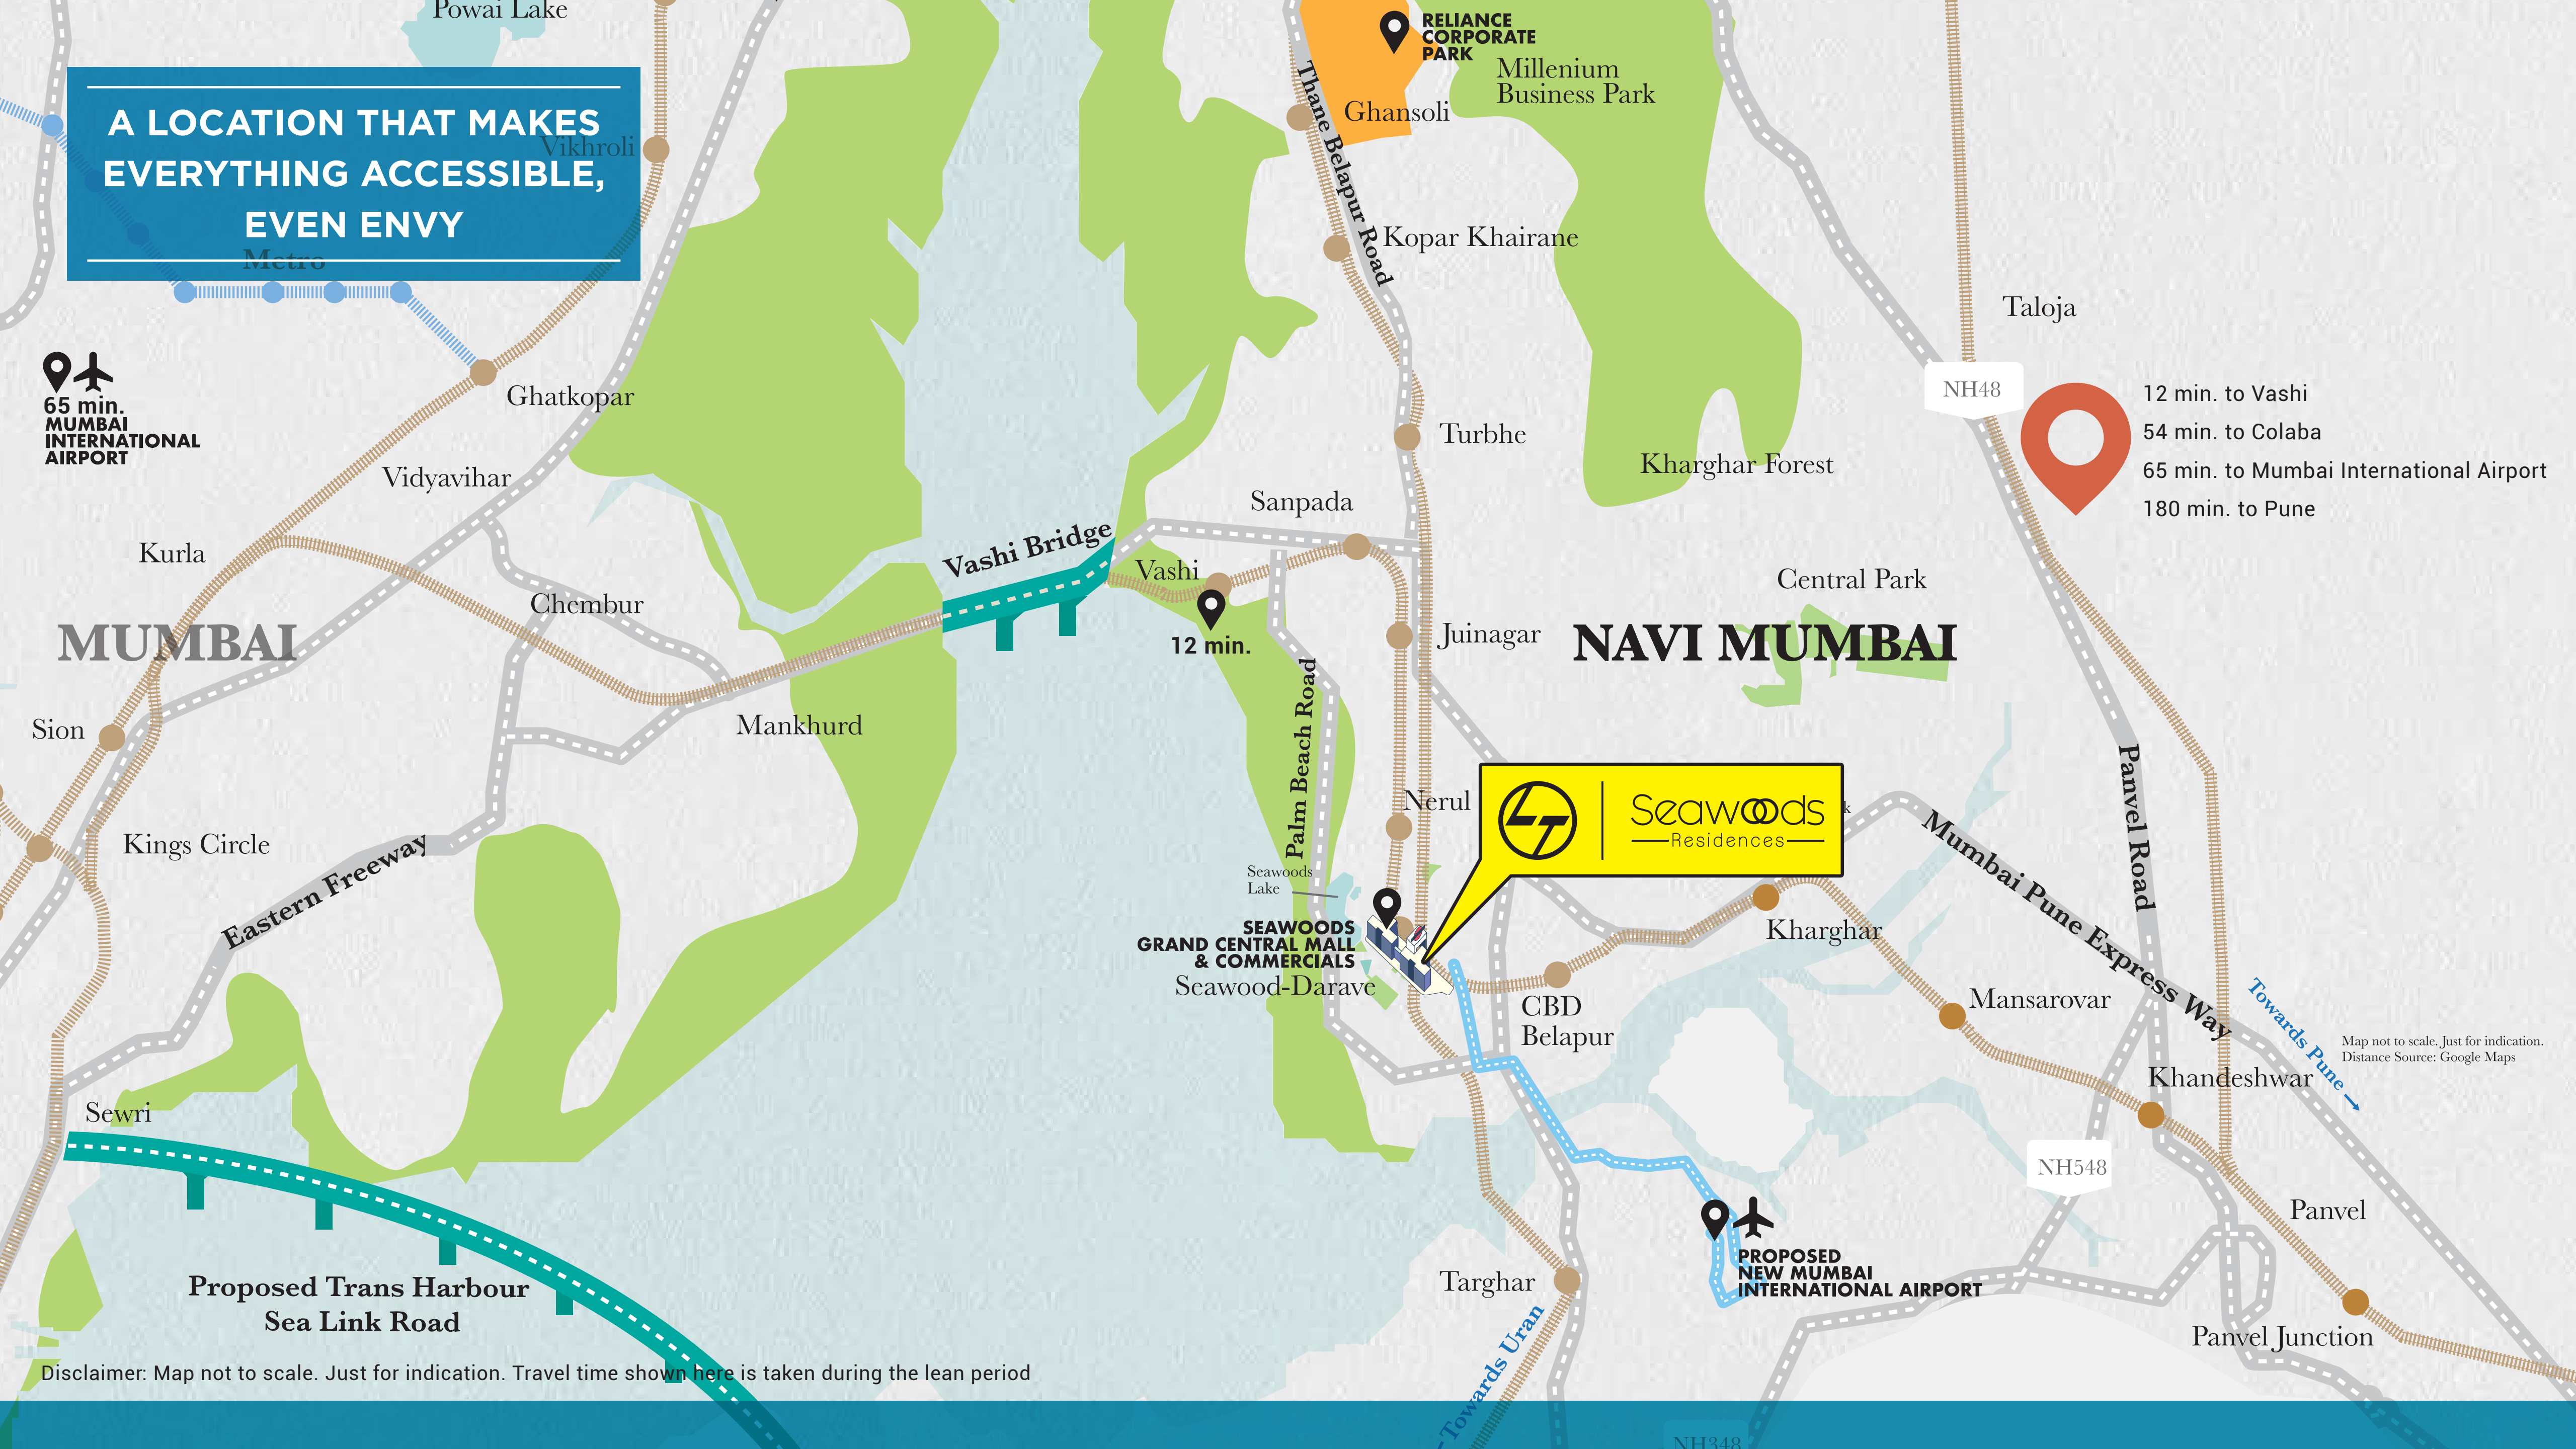 Powai Lake
A LOCATION THAT MAKES
EVERYTHING ACCESSIBLE,
EVEN ENVY
Vikhroli
Metro
RELIANCE
CORPORATE
PARK
Millenium
Business Park
Ghansoli
Thane Belapur Road
Kopar Khairane
Taloja
NH48
12 min. to Vashi
54 min. to Colaba
65 min. to Mumbai International Airport
180 min. to Pune
65 min.
MUMBAI
INTERNATIONAL
AIRPORT
Ghatkopar
Vidyavihar
Turbhe
Kharghar Forest
Sanpada
Kurla
Vashi Bridge
Vashi
12 min.
Chembur
Central Park
MUMBAI
Juinagar
NAVI MUMBAI
Sion
Mankhurd
Palm Beach Road
Panvel Road
Nerul
LT
Seawoods
Residences
k
Mumbai Pune Express Way
Kings Circle
Eastern Freeway
Seawoods
Lake
SEAWOODS
GRAND CENTRAL MALL
& COMMERCIALS
Seawood-Darave
Kharghar
CBD
Belapur
Mansarovar
Towards Pune
Map not to scale. Just for indication.
Distance Source: Google Maps
Khandeshwar
Sewri
NH548
Panvel
PROPOSED
NEW MUMBAI
INTERNATIONAL AIRPORT
Targhar
Proposed Trans Harbour
Sea Link Road
Towards Uran
Panvel Junction
Disclaimer: Map not to scale. Just for indication. Travel time shown here is taken during the lean period
NH348